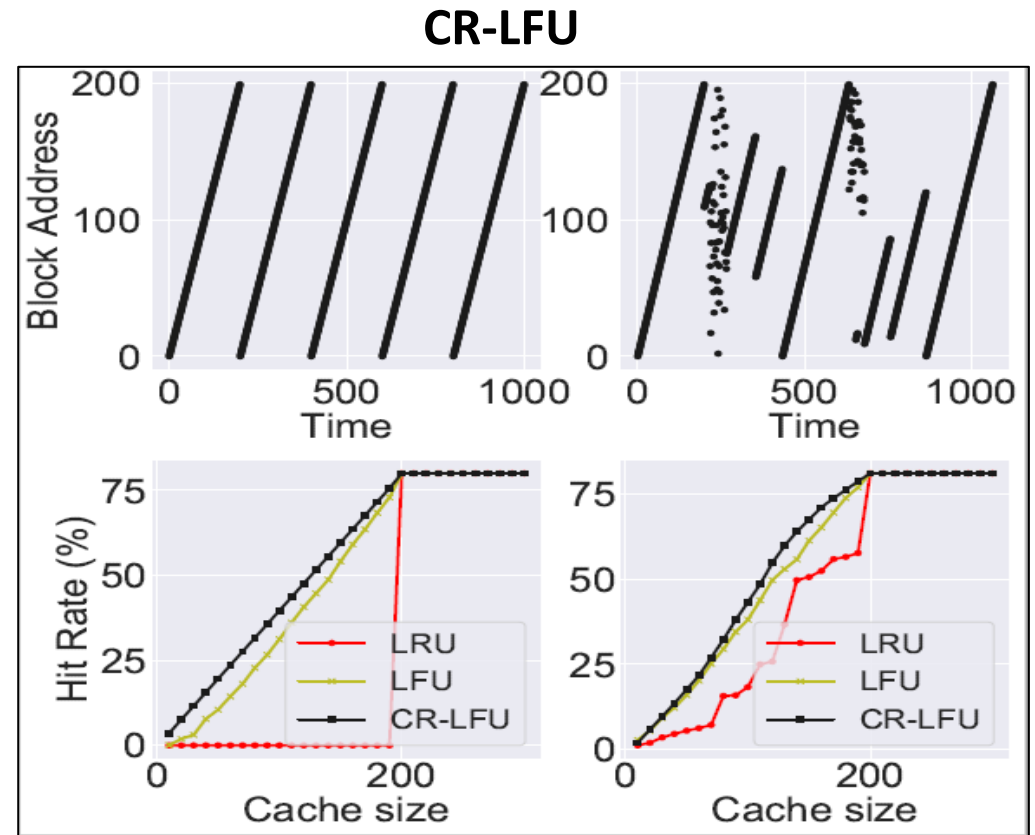 CR-LFU
Block Address
200
100
0
0 500 1000
Time
200
100
0
0 500 1000
Time
Hit Rate (%)
75
50
25
0
LRU
LFU
CR-LFU
0 200
Cache size
75
50
25
0
LRU
LFU
CR-LFU
0 200
Cache size